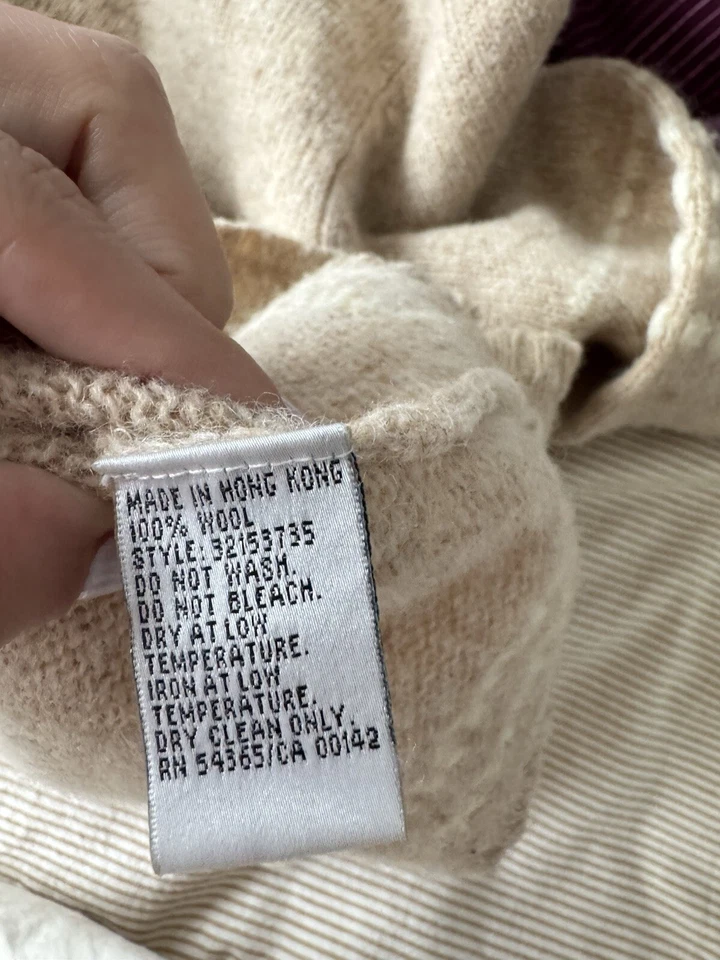 MADE IN HONG KONG
100% WOOL
STYLE: 32153735
DO NOT WASH.
DO NOT BLEACH.
DRY AT LOW
TEMPERATURE.
IRON AT LOW
TEMPERATURE.
DRY CLEAN ONLY.
RN 54365/CA 00142